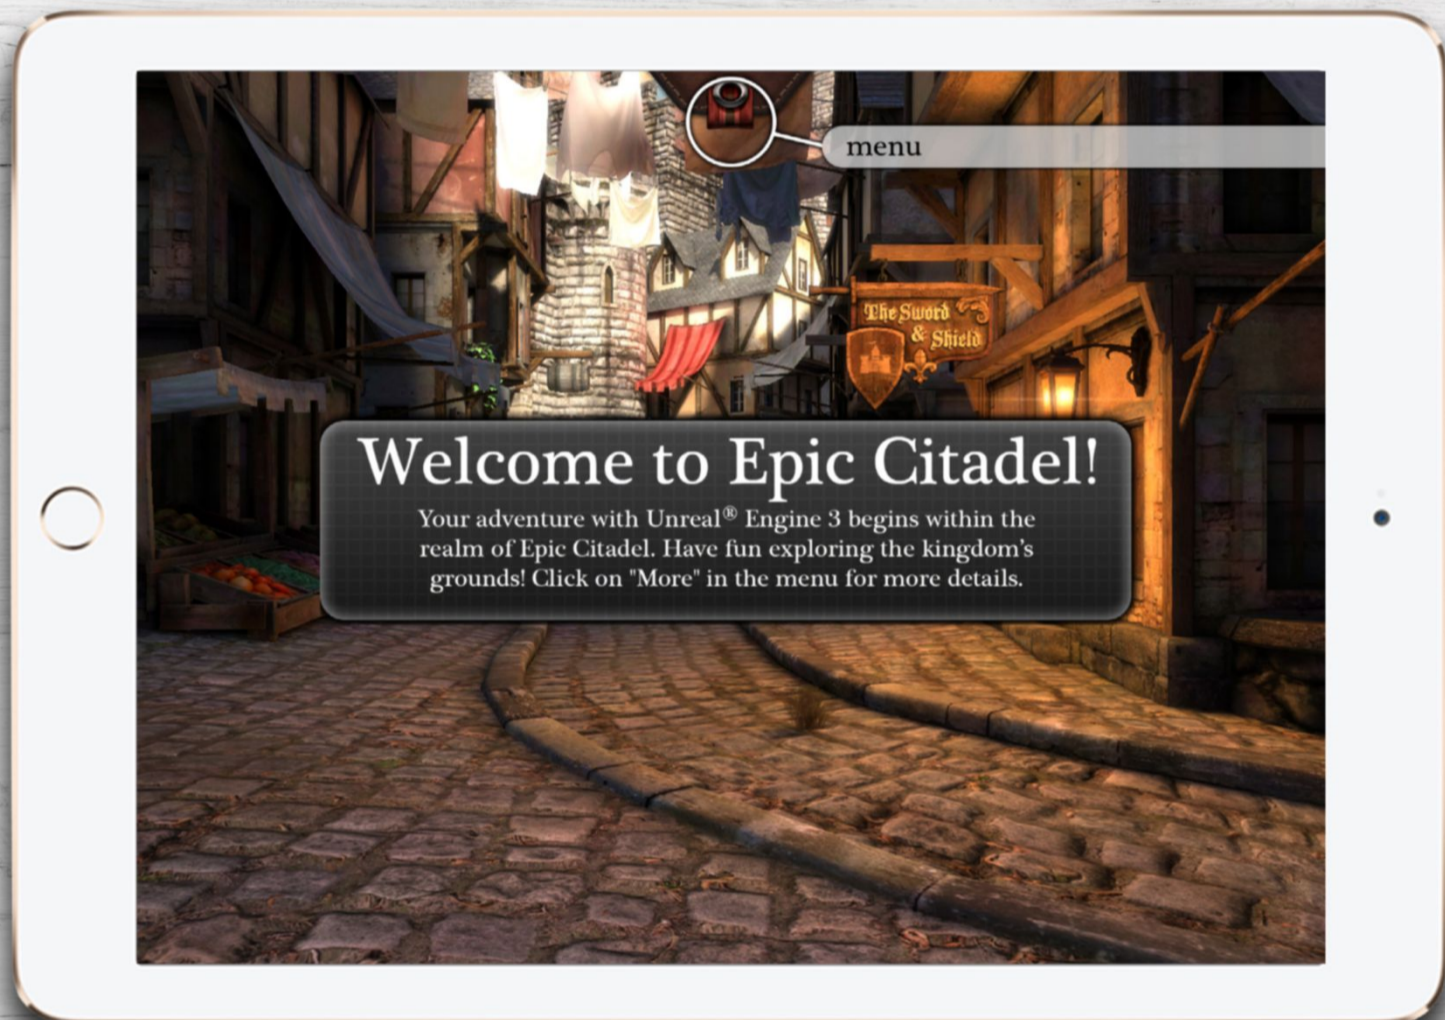 menu
The Sword
& Shield
Welcome to Epic Citadel!
Your adventure with Unreal® Engine 3 begins within the
realm of Epic Citadel. Have fun exploring the kingdom’s
grounds! Click on "More" in the menu for more details.